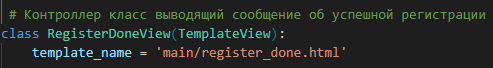 # Контроллер класс выводящий сообщение об успешной регистрации
class RegisterDoneView(TemplateView):
    template_name = 'main/register_done.html'